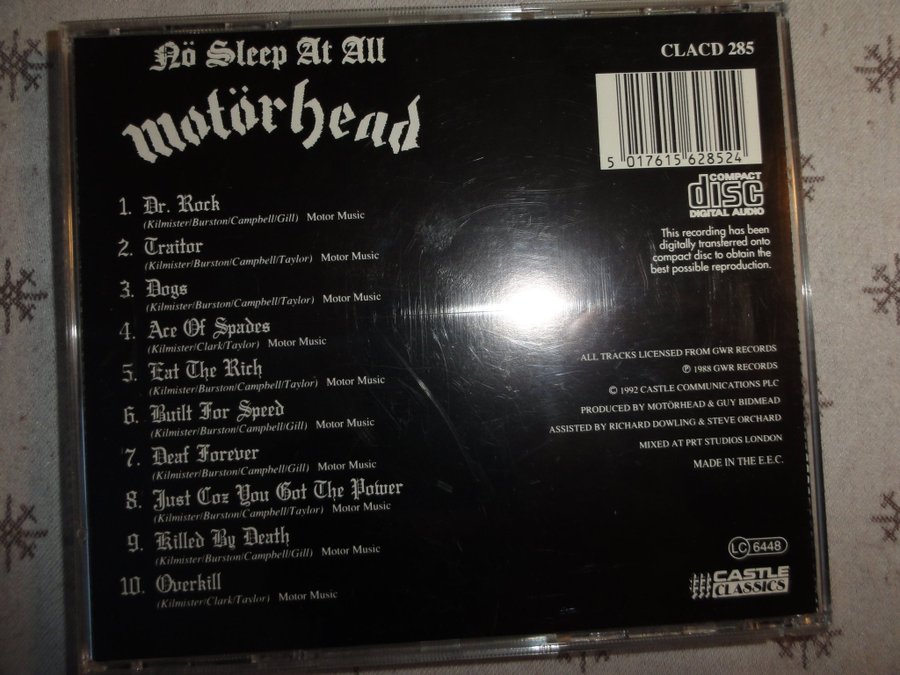 Nö Sleep At All
Motörhead
CLACD 285
5 017615 628524
COMPACT
disc
DIGITAL AUDIO
This recording has been
digitally transferred onto
compact disc to obtain the
best possible reproduction.
1. Dr. Rock
(Kilmister/Burston/Campbell/Gill) Motor Music
2. Traitor
(Kilmister/Burston/Campbell/Taylor) Motor Music
3. Dogs
(Kilmister/Burston/Campbell/Taylor) Motor Music
4. Ace Of Spades
(Kilmister/Clark/Taylor) Motor Music
5. Eat The Rich
(Kilmister/Burston/Campbell/Taylor) Motor Music
6. Built For Speed
(Kilmister/Burston/Campbell/Gill) Motor Music
7. Deaf Forever
(Kilmister/Burston/Campbell/Gill) Motor Music
8. Just Coz You Got The Power
(Kilmister/Burston/Campbell/Taylor) Motor Music
9. Killed By Death
(Kilmister/Burston/Campbell/Gill) Motor Music
10. Overkill
(Kilmister/Clark/Taylor) Motor Music
ALL TRACKS LICENSED FROM GWR RECORDS
℗ 1988 GWR RECORDS
© 1992 CASTLE COMMUNICATIONS PLC
PRODUCED BY MOTÖRHEAD & GUY BIDMEAD
ASSISTED BY RICHARD DOWLING & STEVE ORCHARD
MIXED AT PRT STUDIOS LONDON
MADE IN THE E.E.C.
LC 6448
CASTLE
CLASSICS